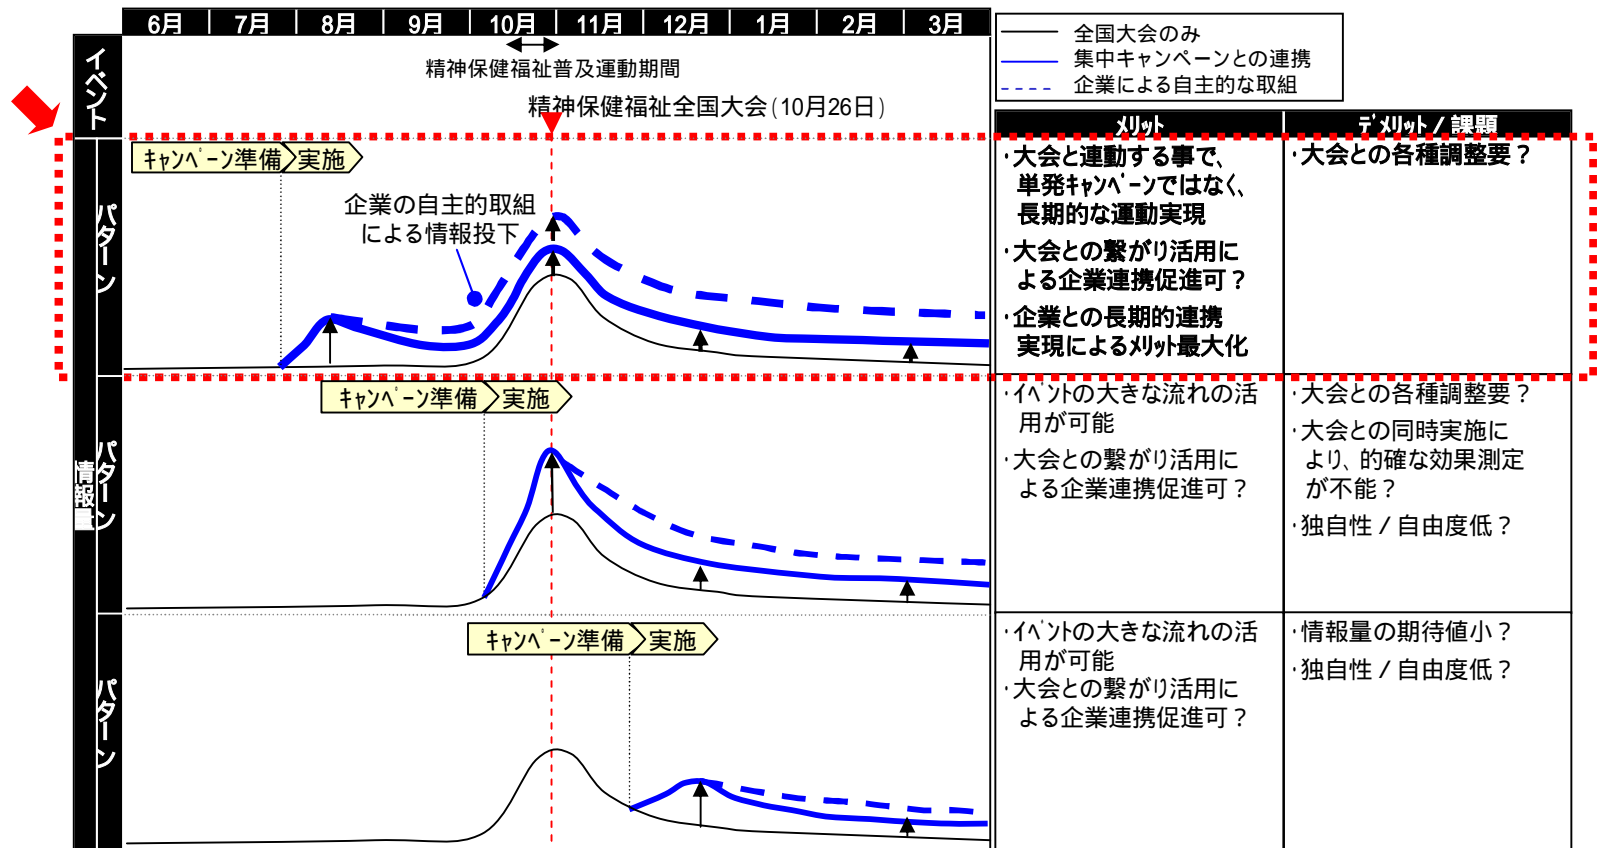 6月 7月 8月 9月 10月 11月 12月 1月 2月 3月
全国大会のみ
集中キャンペーンとの連携
企業による自主的な取組
イベント
精神保健福祉普及運動期間
精神保健福祉全国大会(10月26日)
メリット
デメリット / 課題
情報量
パターン
キャンペーン準備
実施
企業の自主的取組
による情報投下
・大会と連動する事で、
単発キャンペーンではなく、
長期的な運動実現
・大会との繋がり活用に
よる企業連携促進可？
・企業との長期的連携
実現によるメリット最大化
・大会との各種調整要？
パターン
キャンペーン準備
実施
・イベントの大きな流れの活
用が可能
・大会との繋がり活用に
よる企業連携促進可？
・大会との各種調整要？
・大会との同時実施に
より、的確な効果測定
が不能？
・独自性 / 自由度低？
パターン
キャンペーン準備
実施
・イベントの大きな流れの活
用が可能
・大会との繋がり活用に
よる企業連携促進可？
・情報量の期待値小？
・独自性 / 自由度低？